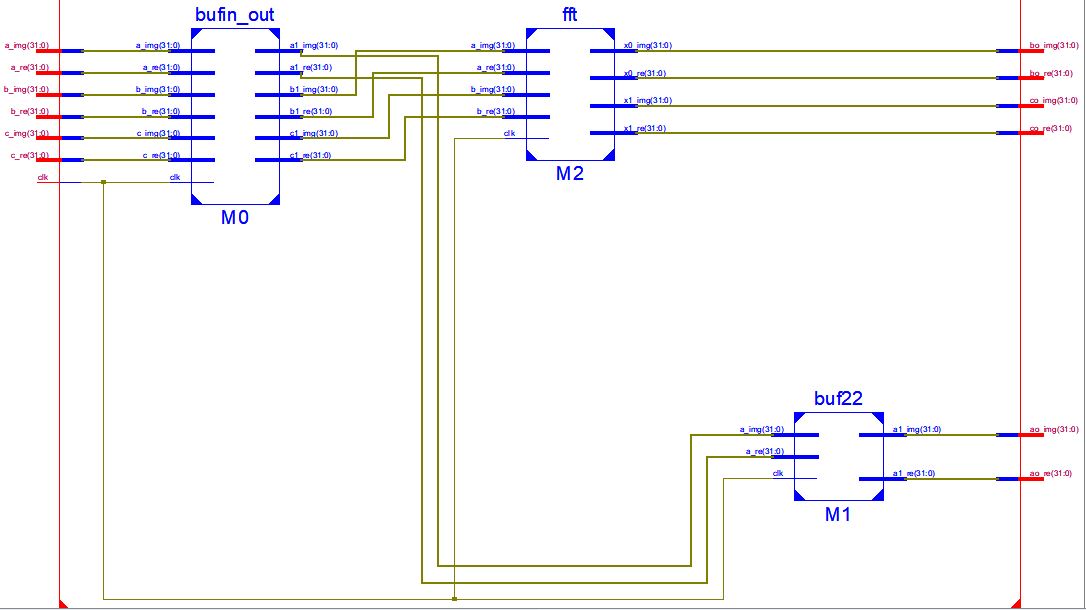 bufin_out
fft
a_img(31:0) a_img(31:0) a1_img(31:0) a_img(31:0) x0_img(31:0) bo_img(31:0)
a_re(31:0) a_re(31:0) a1_re(31:0) a_re(31:0) x0_re(31:0) bo_re(31:0)
b_img(31:0) b_img(31:0) b1_img(31:0) b_img(31:0) x1_img(31:0) co_img(31:0)
b_re(31:0) b_re(31:0) b1_re(31:0) b_re(31:0) x1_re(31:0) co_re(31:0)
c_img(31:0) c_img(31:0) c1_img(31:0) clk
c_re(31:0) c_re(31:0) c1_re(31:0)
clk clk
M2
M0
buf22
a_img(31:0) a1_img(31:0) ao_img(31:0)
a_re(31:0)
clk a1_re(31:0) ao_re(31:0)
M1